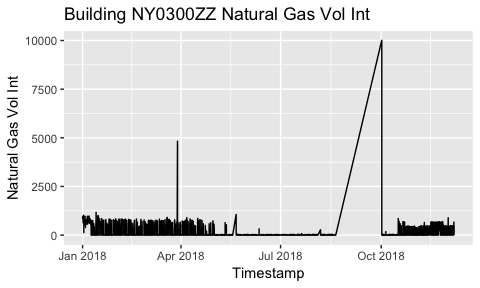 Building NY0300ZZ Natural Gas Vol Int
10000
7500
5000
2500
0
Natural Gas Vol Int
Jan 2018 Apr 2018 Jul 2018 Oct 2018
Timestamp